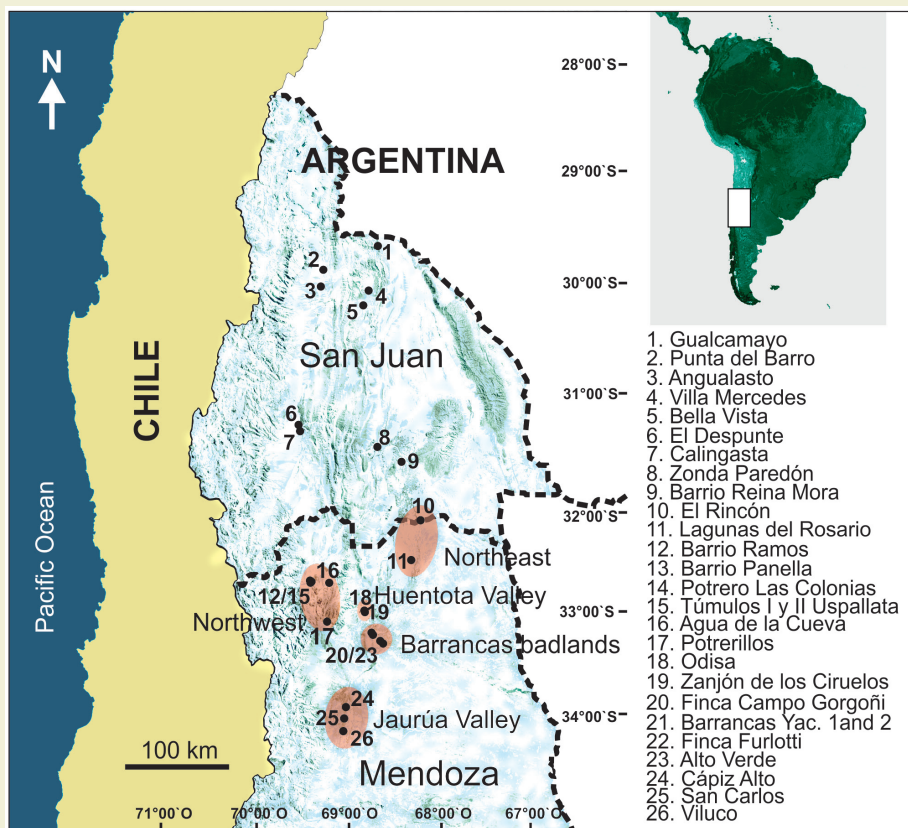 N
28°00`S
ARGENTINA
29°00`S
1
2
3
4
5
30°00`S
San Juan
CHILE
31°00`S
6
7
8
9
32°00`S
10
11
Northeast
16
12/15
18
Huentota Valley
19
33°00`S
Northwest
17
20/23
Barrancas badlands
24
25
Jaurúa Valley
34°00`S
26
Pacific Ocean
100 km
Mendoza
71°00`O
70°00`O
69°00`O
68°00`O
67°00`O
1. Gualcamayo
2. Punta del Barro
3. Angualasto
4. Villa Mercedes
5. Bella Vista
6. El Despunte
7. Calingasta
8. Zonda Paredón
9. Barrio Reina Mora
10. El Rincón
11. Lagunas del Rosario
12. Barrio Ramos
13. Barrio Panella
14. Potrero Las Colonias
15. Túmulos I y II Uspallata
16. Agua de la Cueva
17. Potrerillos
18. Odisa
19. Zanjón de los Ciruelos
20. Finca Campo Gorgoñi
21. Barrancas Yac. 1and 2
22. Finca Furlotti
23. Alto Verde
24. Cápiz Alto
25. San Carlos
26. Viluco